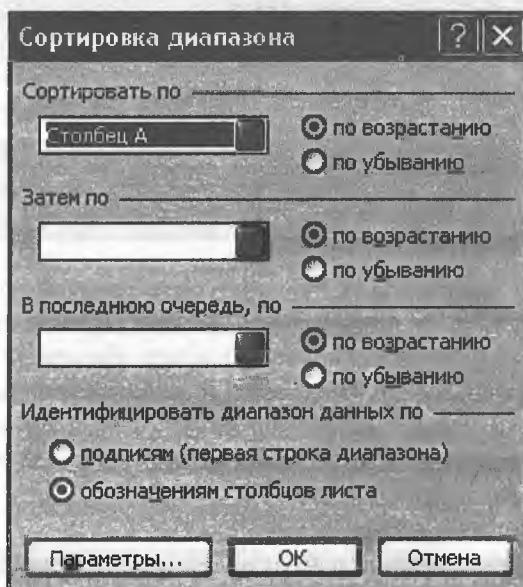 Сортировка диапазона
Сортировать по
Столбец А
по возрастанию
по убыванию
Затем по
по возрастанию
по убыванию
В последнюю очередь, по
по возрастанию
по убыванию
Идентифицировать диапазон данных по
подписям (первая строка диапазона)
обозначениям столбцов листа
Параметры... ОК Отмена